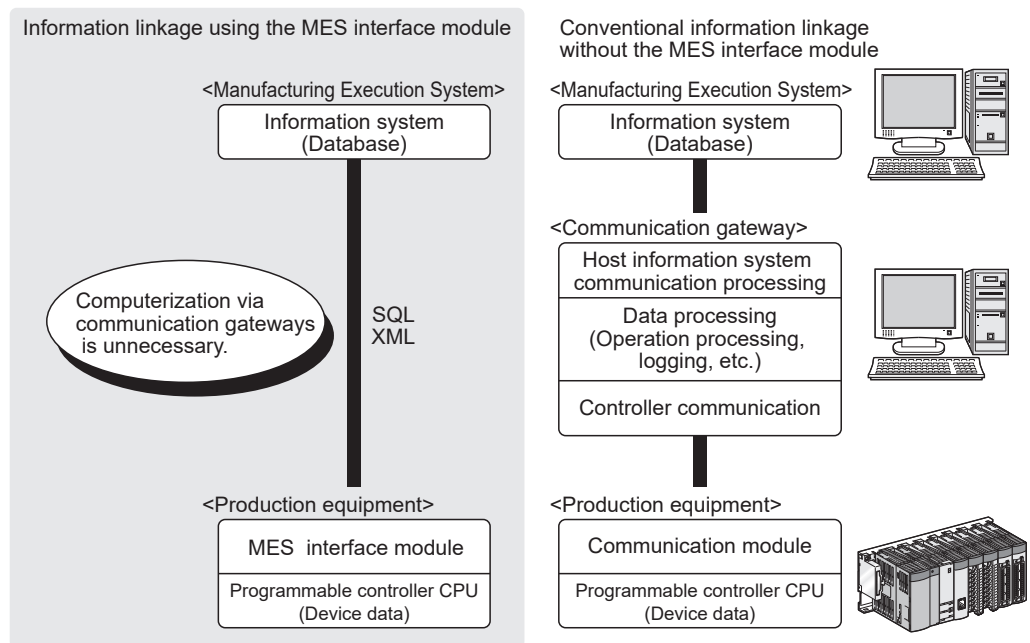 Information linkage using the MES interface module
<Manufacturing Execution System>
Information system
(Database)
Computerization via
communication gateways
is unnecessary.
SQL
XML
<Production equipment>
MES interface module
Programmable controller CPU
(Device data)
Conventional information linkage
without the MES interface module
<Manufacturing Execution System>
Information system
(Database)
<Communication gateway>
Host information system
communication processing
Data processing
(Operation processing,
logging, etc.)
Controller communication
<Production equipment>
Communication module
Programmable controller CPU
(Device data)